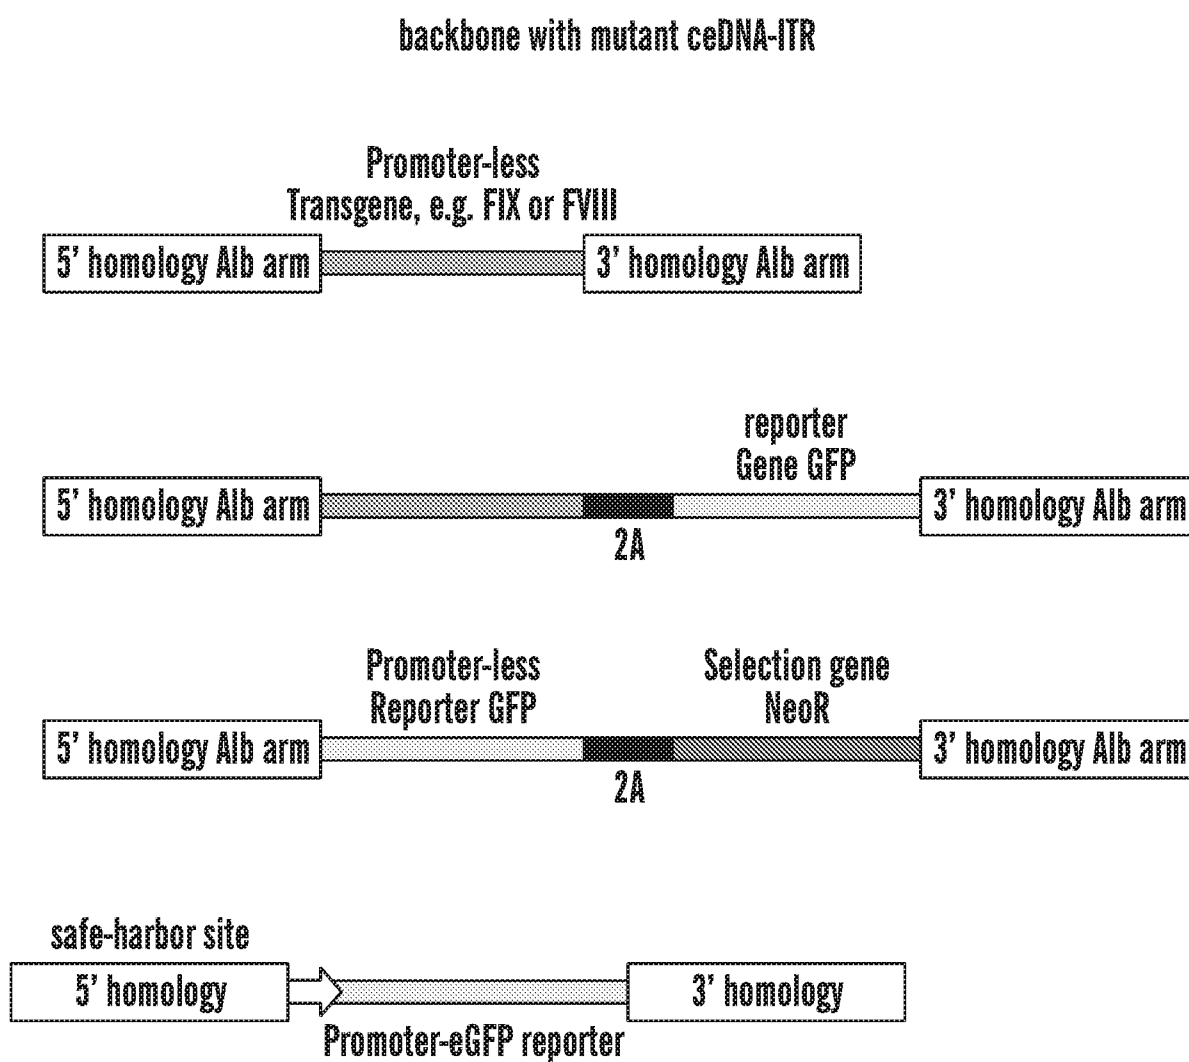 backbone with mutant ceDNA-ITR
Promoter-less
Transgene, e.g. FIX or FVIII
5' homology Alb arm
3' homology Alb arm
reporter
Gene GFP
5' homology Alb arm
3' homology Alb arm
2A
Promoter-less
Reporter GFP
Selection gene
NeoR
5' homology Alb arm
3' homology Alb arm
2A
safe-harbor site
5' homology
3' homology
Promoter-eGFP reporter